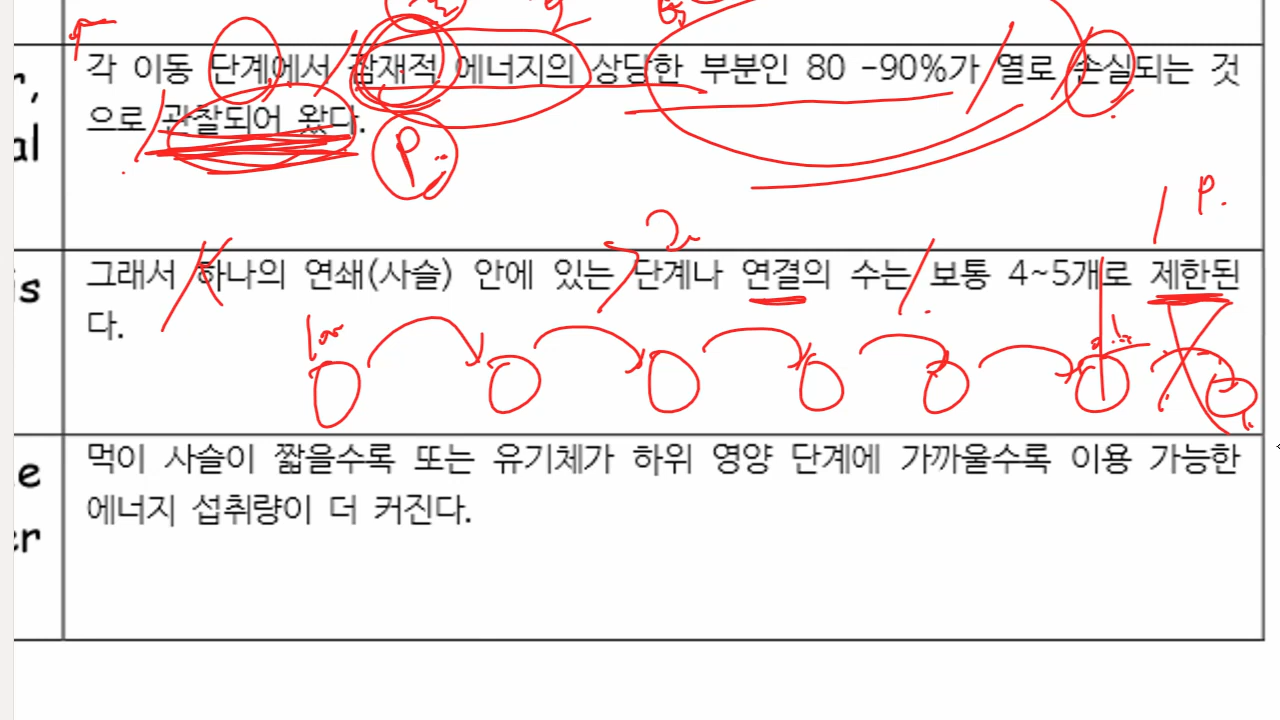 r,
각 이동 단계에서 잠재적 에너지의 상당한 부분인 80 -90%가 열로 손실되는 것
으로 관찰되어 왔다.
al
P.
P.
is
그래서 하나의 연쇄(사슬) 안에 있는 단계나 연결의 수는 보통 4~5개로 제한된
다.
e
먹이 사슬이 짧을수록 또는 유기체가 하위 영양 단계에 가까울수록 이용 가능한
에너지 섭취량이 더 커진다.
er